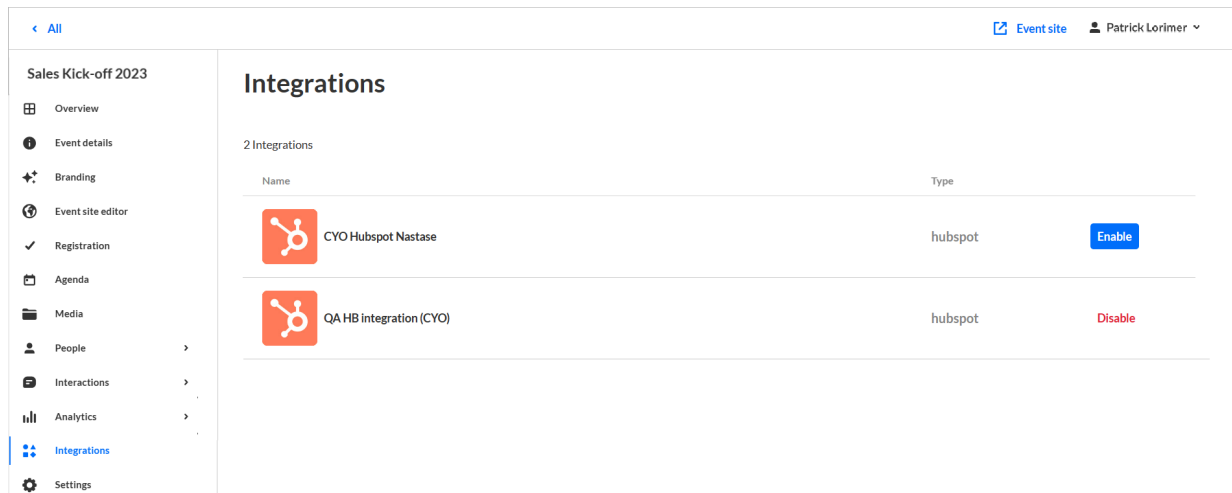 All
Event site
Patrick Lorimer
Sales Kick-off 2023
Overview
Event details
Branding
Event site editor
Registration
Agenda
Media
People
Interactions
Analytics
Integrations
Settings
Integrations
2 Integrations
Name Type
CYO Hubspot Nastase hubspot Enable
QA HB integration (CYO) hubspot Disable